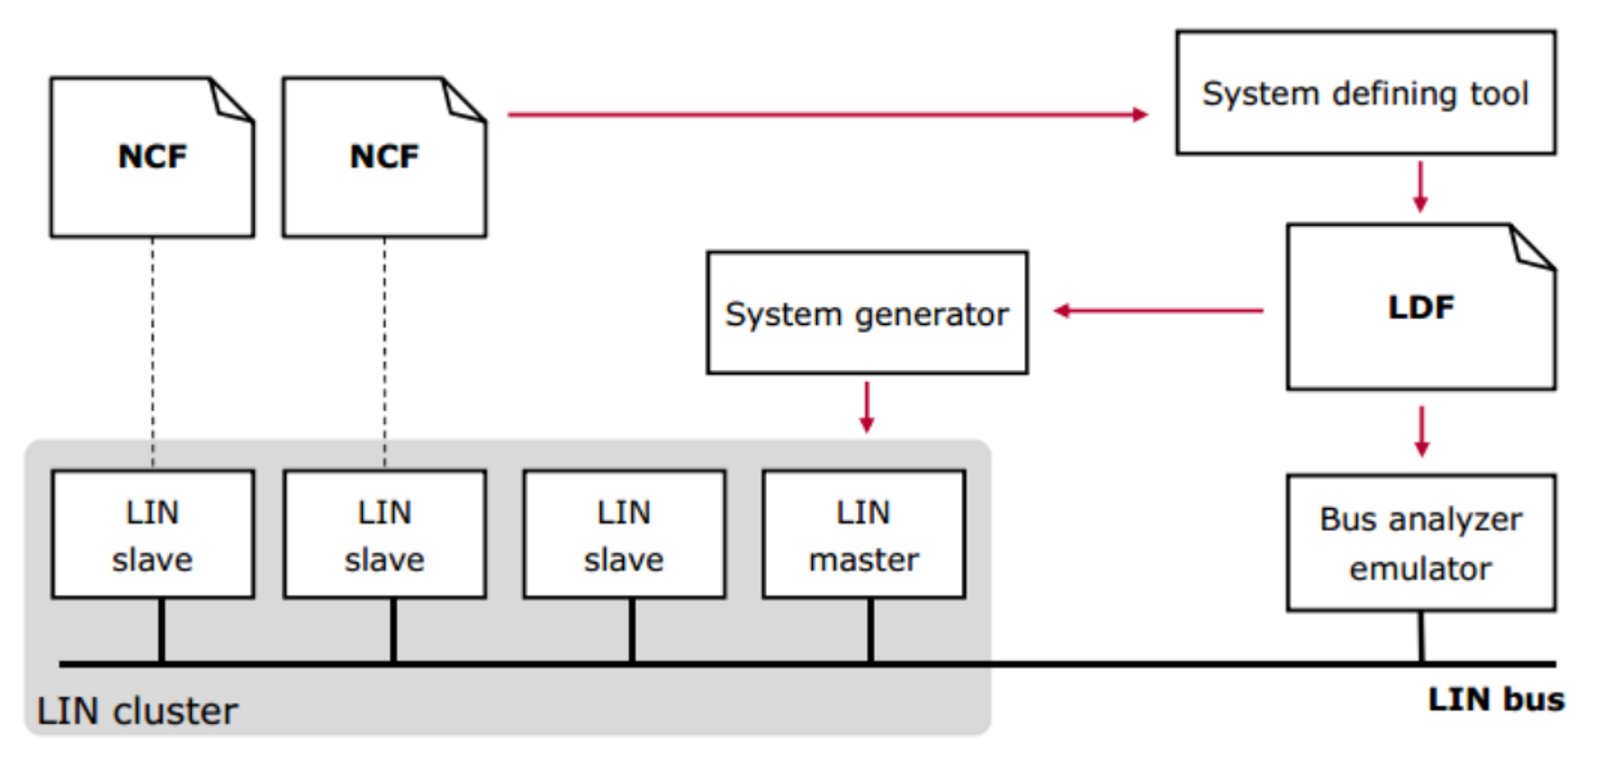 System defining tool
NCF
NCF
LDF
System generator
LIN
slave
LIN
slave
LIN
slave
LIN
master
Bus analyzer
emulator
LIN cluster
LIN bus